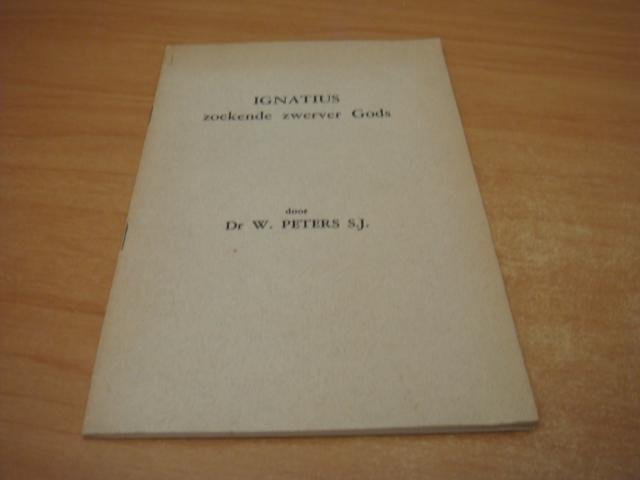 IGNATIUS
zoekende zwerver Gods
door
Dr W. PETERS S.J.